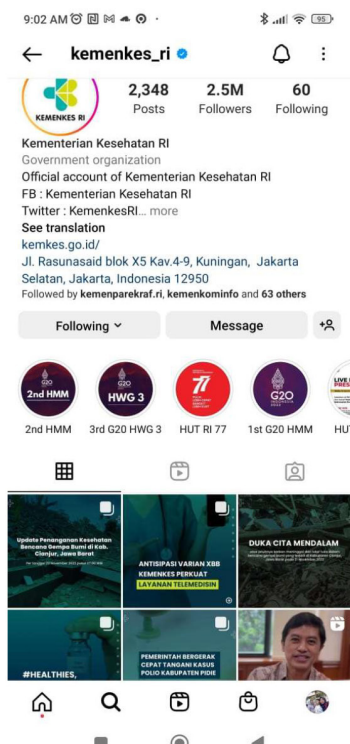 9:02 AM
95
kemenkes_ri
KEMENKES RI
2,348 2.5M 60
Posts Followers Following
Kementerian Kesehatan RI
Government organization
Official account of Kementerian Kesehatan RI
FB : Kementerian Kesehatan RI
Twitter : KemenkesRI... more
See translation
kemkes.go.id/
Jl. Rasunasaid blok X5 Kav.4-9, Kuningan, Jakarta
Selatan, Jakarta, Indonesia 12950
Followed by kemenparekraf.ri, kemenkominfo and 63 others
Following Message
G20
2nd HMM
G20
HWG 3
77
G20
LIVE
PRES
2nd HMM 3rd G20 HWG 3 HUT RI 77 1st G20 HMM HU
Update Penanganan Kesehatan
Bencana Gempa Bumi di Kab.
Cianjur, Jawa Barat
ANTISIPASI VARIAN XBB
KEMENKES PERKUAT
LAYANAN TELEMEDISIN
DUKA CITA MENDALAM
#HEALTHIES,
PEMERINTAH BERGERAK
CEPAT TANGANI KASUS
POLIO KABUPATEN PIDIE